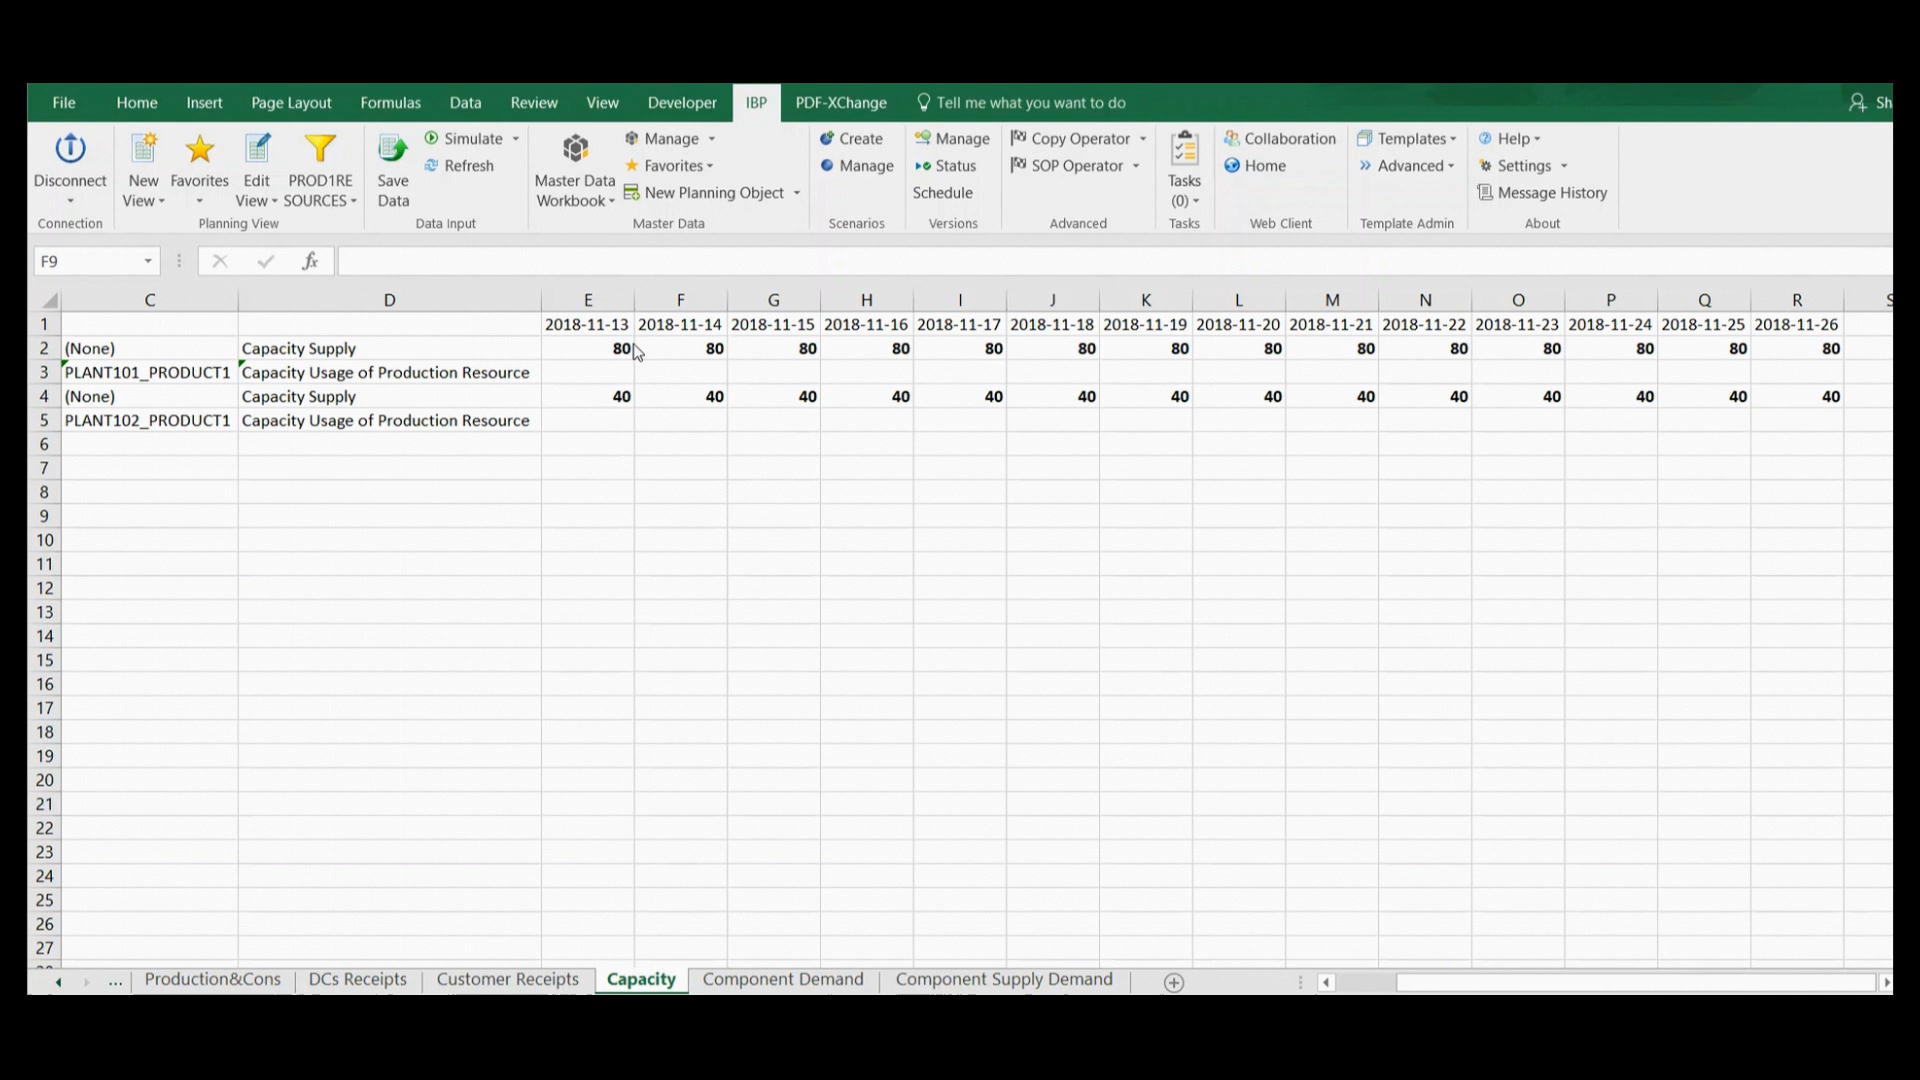 File Home Insert Page Layout Formulas Data Review View Developer IBP PDF-XChange Tell me what you want to do Sh
Disconnect
Connection
New View
Favorites
Edit View
PROD1RE SOURCES
Planning View
Save Data
Simulate
Refresh
Data Input
Master Data Workbook
Manage
Favorites
New Planning Object
Master Data
Create
Manage
Scenarios
Manage
Status
Schedule
Versions
Copy Operator
SOP Operator
Advanced
Tasks (0)
Tasks
Collaboration
Home
Web Client
Templates
Advanced
Template Admin
Help
Settings
Message History
About
F9 fx
C D E F G H I J K L M N O P Q R S
1 2018-11-13 2018-11-14 2018-11-15 2018-11-16 2018-11-17 2018-11-18 2018-11-19 2018-11-20 2018-11-21 2018-11-22 2018-11-23 2018-11-24 2018-11-25 2018-11-26
2 (None) Capacity Supply 80 80 80 80 80 80 80 80 80 80 80 80 80 80
3 PLANT101_PRODUCT1 Capacity Usage of Production Resource
4 (None) Capacity Supply 40 40 40 40 40 40 40 40 40 40 40 40 40 40
5 PLANT102_PRODUCT1 Capacity Usage of Production Resource
6
7
8
9
10
11
12
13
14
15
16
17
18
19
20
21
22
23
24
25
26
27
... Production&Cons DCs Receipts Customer Receipts Capacity Component Demand Component Supply Demand